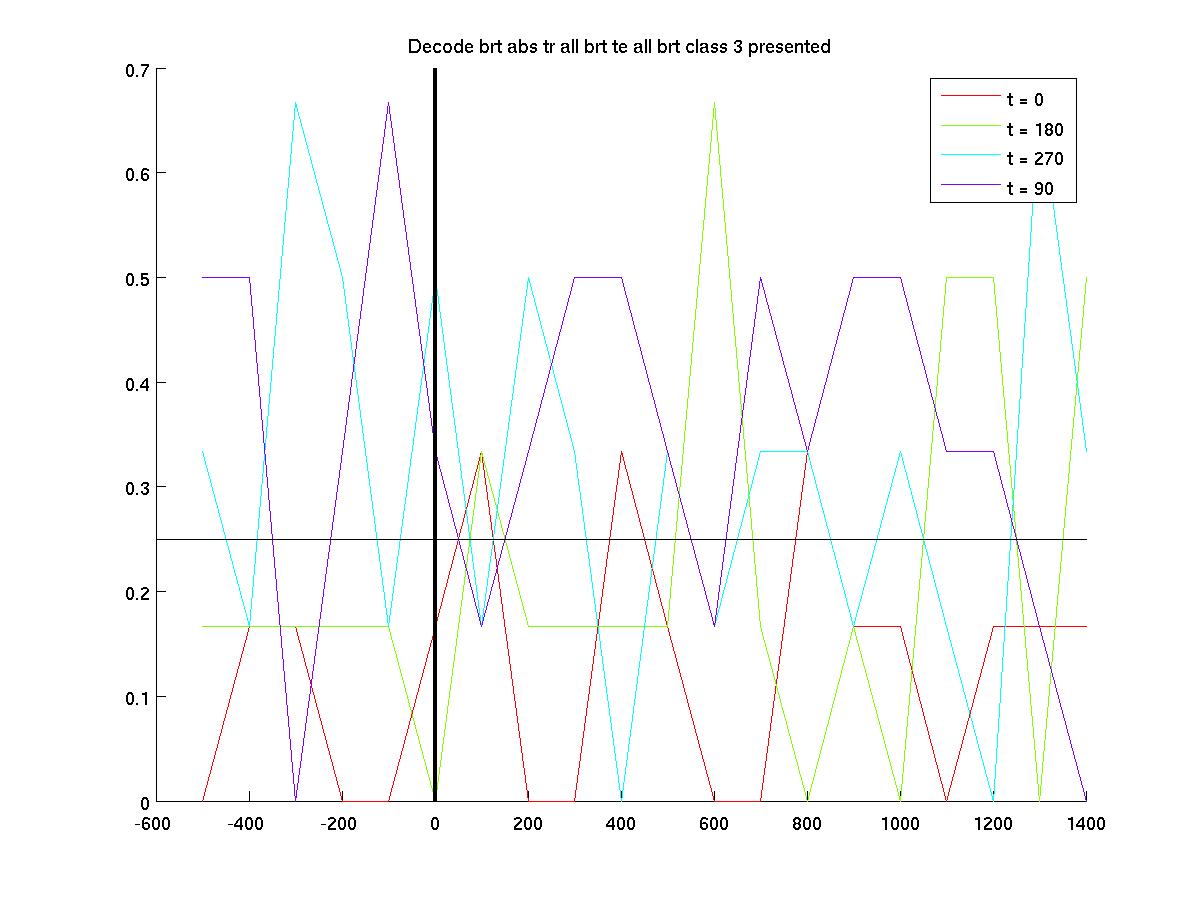 Decode brt abs tr all brt te all brt class 3 presented
0.7
0.6
0.5
0.4
0.3
0.2
0.1
0
t = 0
t = 180
t = 270
t = 90
-600 -400 -200 0 200 400 600 800 1000 1200 1400